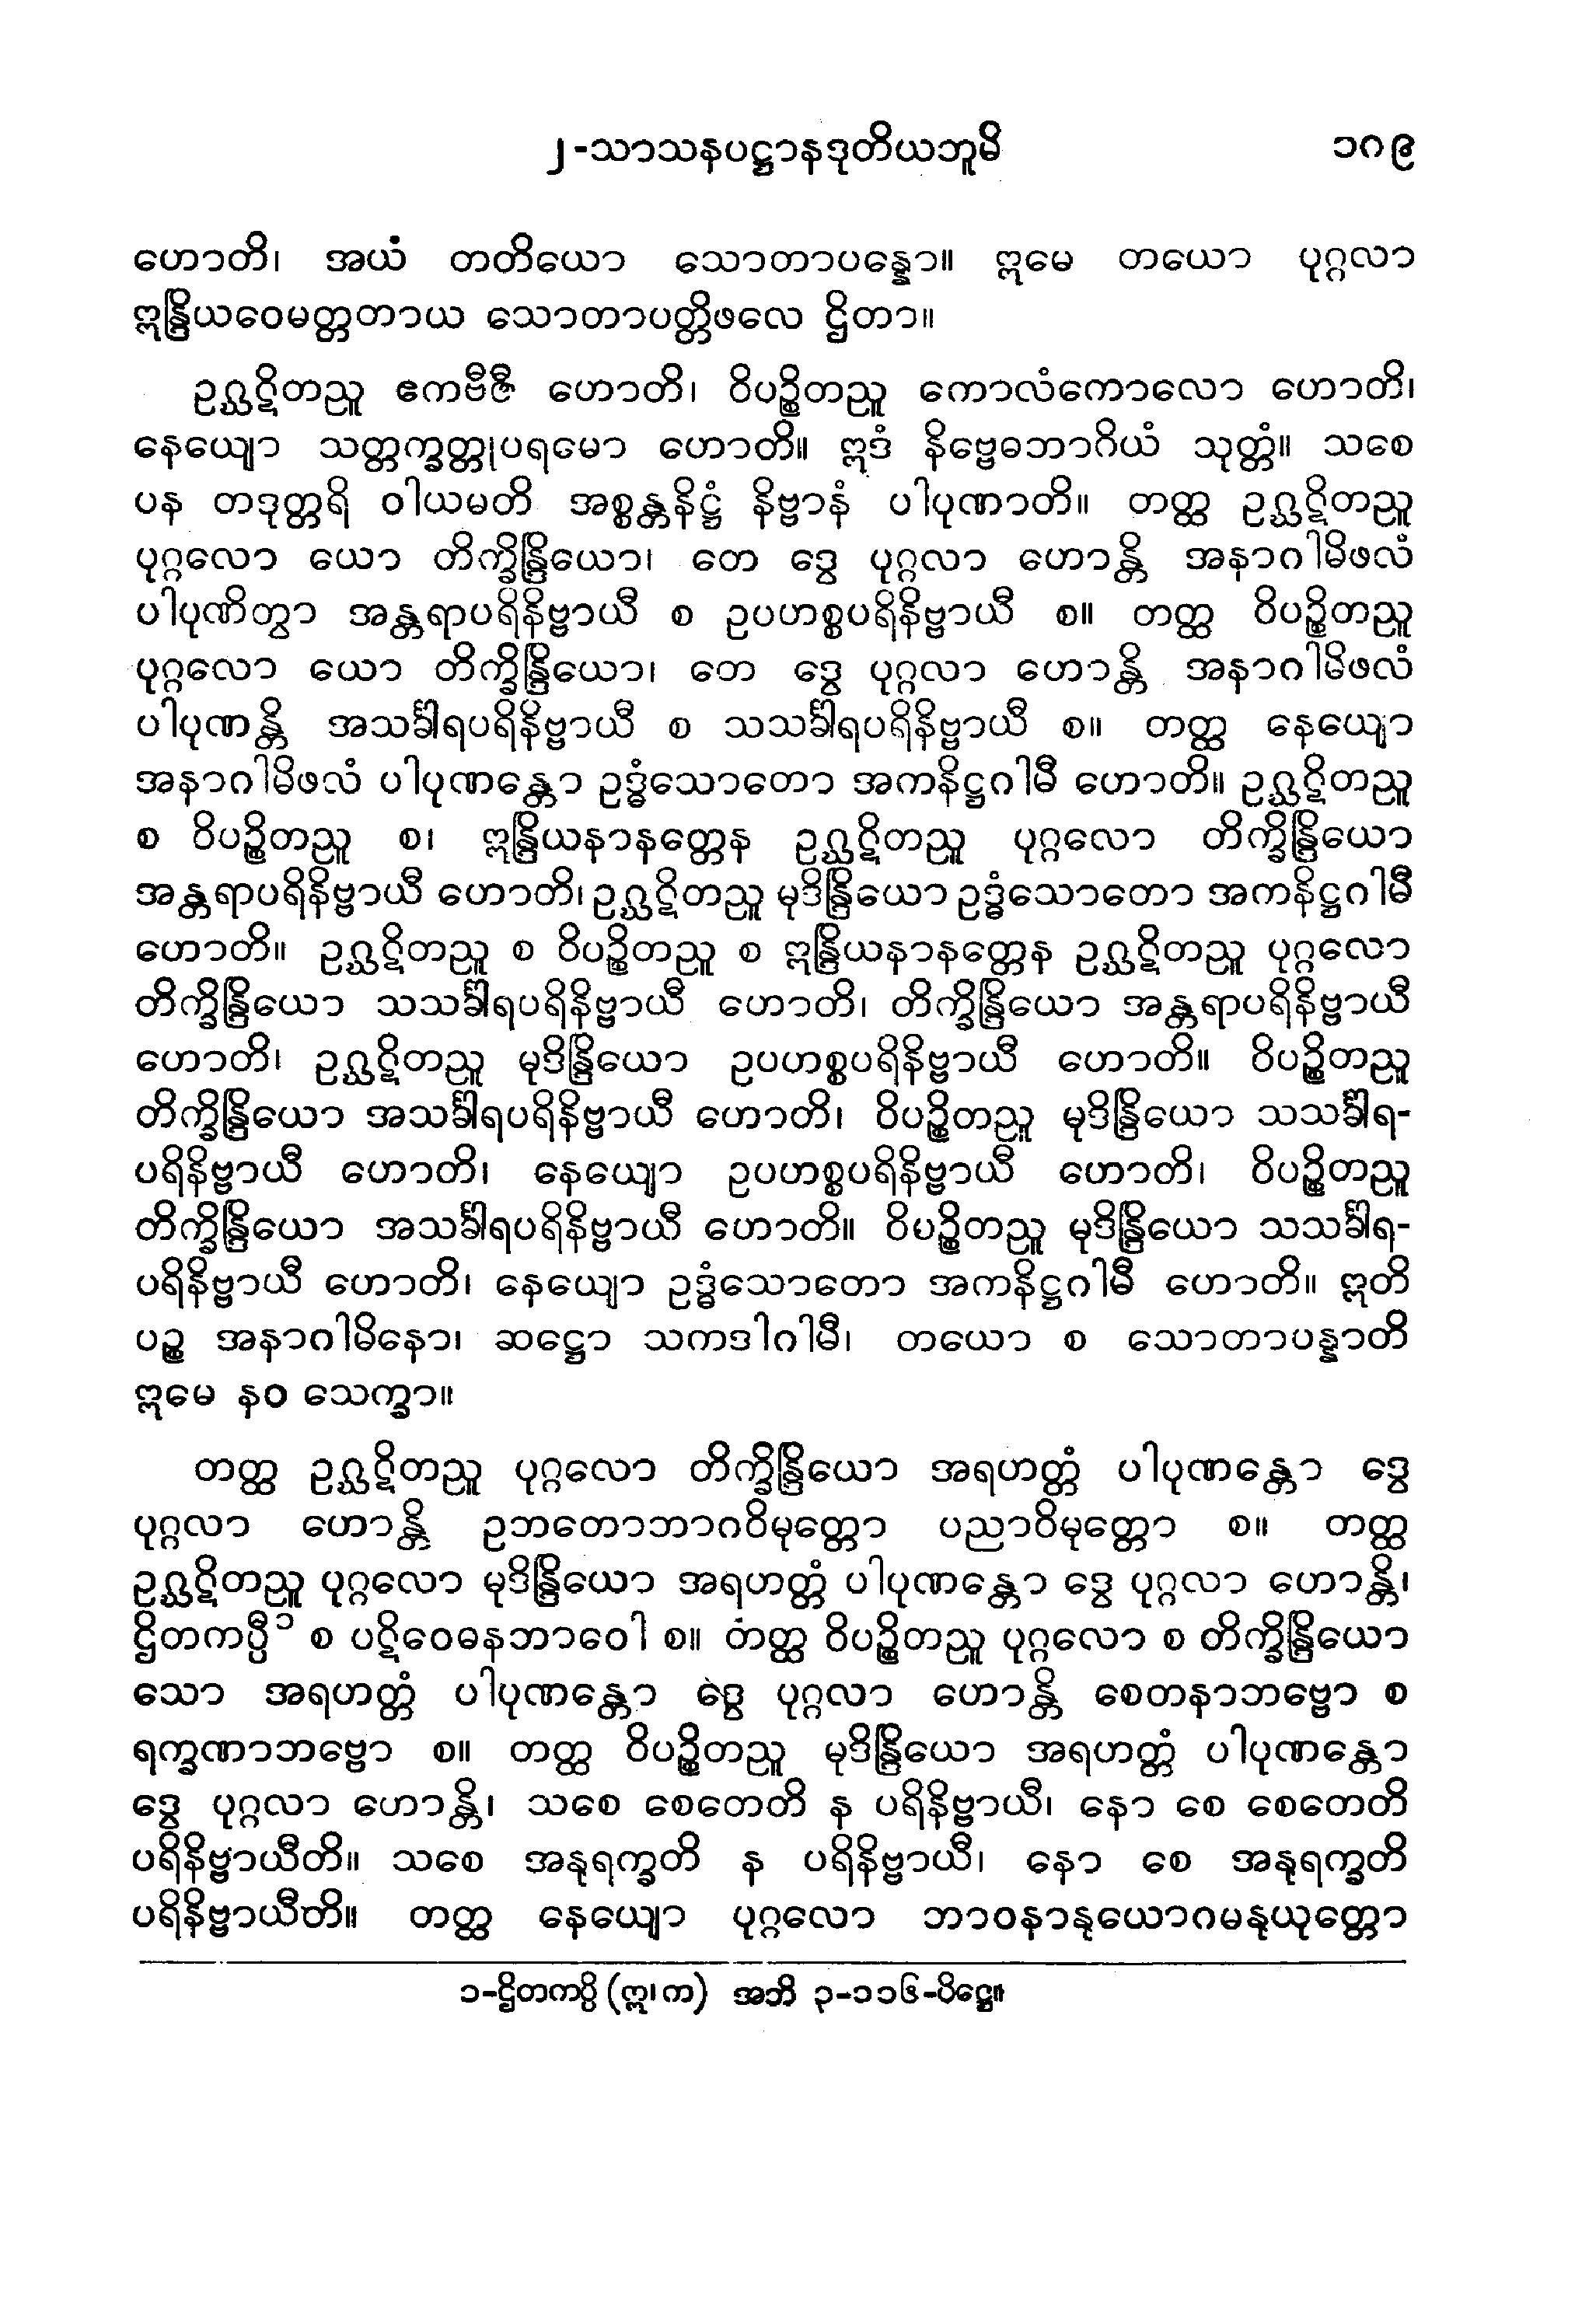 ၂-သာသနပဋ္ဌာနဒုတိယဘူမိ ၁၈၉
ဟောတိ၊ အယံ တတိယော သောတာပန္နော။ ဣမေ တယော ပုဂ္ဂလာ
ဣန္ဒြိယဝေမတ္တတာယ သောတာပတ္တိဖလေ ဌိတာ။
ဥဂ္ဃဋိတညူ ဧကဗီဇီ ဟောတိ၊ ဝိပဉ္စိတညူ ကောလံကောလော ဟောတိ၊
နေယျော သတ္တက္ခတ္တုပရမော ဟောတိ။ ဣဒံ နိဗ္ဗေဓဘာဂိယံ သုတ္တံ။ သစေ
ပန တဒုတ္တရိ ဝါယမတိ အစ္စန္တနိဋ္ဌံ နိဗ္ဗာနံ ပါပုဏာတိ။ တတ္ထ ဥဂ္ဃဋိတညူ
ပုဂ္ဂလော ယော တိက္ခိန္ဒြိယော၊ တေ ဒွေ ပုဂ္ဂလာ ဟောန္တိ အနာဂါမိဖလံ
ပါပုဏိတွာ အန္တရာပရိနိဗ္ဗာယီ စ ဥပဟစ္စပရိနိဗ္ဗာယီ စ။ တတ္ထ ဝိပဉ္စိတညူ
ပုဂ္ဂလော ယော တိက္ခိန္ဒြိယော၊ တေ ဒွေ ပုဂ္ဂလာ ဟောန္တိ အနာဂါမိဖလံ
ပါပုဏန္တိ အသင်္ခါရပရိနိဗ္ဗာယီ စ သသင်္ခါရပရိနိဗ္ဗာယီ စ။ တတ္ထ နေယျော
အနာဂါမိဖလံ ပါပုဏန္တော ဥဒ္ဓံသောတော အကနိဋ္ဌဂါမီ ဟောတိ။ ဥဂ္ဃဋိတညူ
စ ဝိပဉ္စိတညူ စ၊ ဣန္ဒြိယနာနတ္တေန ဥဂ္ဃဋိတညူ ပုဂ္ဂလော တိက္ခိန္ဒြိယော
အန္တရာပရိနိဗ္ဗာယီ ဟောတိ၊ ဥဂ္ဃဋိတညူ မုဒိန္ဒြိယော ဥဒ္ဓံသောတော အကနိဋ္ဌဂါမီ
ဟောတိ။ ဥဂ္ဃဋိတညူ စ ဝိပဉ္စိတညူ စ ဣန္ဒြိယနာနတ္တေန ဥဂ္ဃဋိတညူ ပုဂ္ဂလော
တိက္ခိန္ဒြိယော သသင်္ခါရပရိနိဗ္ဗာယီ ဟောတိ၊ တိက္ခိန္ဒြိယော အန္တရာပရိနိဗ္ဗာယီ
ဟောတိ၊ ဥဂ္ဃဋိတညူ မုဒိန္ဒြိယော ဥပဟစ္စပရိနိဗ္ဗာယီ ဟောတိ။ ဝိပဉ္စိတညူ
တိက္ခိန္ဒြိယော အသင်္ခါရပရိနိဗ္ဗာယီ ဟောတိ၊ ဝိပဉ္စိတညူ မုဒိန္ဒြိယော သသင်္ခါရ-
ပရိနိဗ္ဗာယီ ဟောတိ၊ နေယျော ဥပဟစ္စပရိနိဗ္ဗာယီ ဟောတိ၊ ဝိပဉ္စိတညူ
တိက္ခိန္ဒြိယော အသင်္ခါရပရိနိဗ္ဗာယီ ဟောတိ။ ဝိပဉ္စိတညူ မုဒိန္ဒြိယော သသင်္ခါရ-
ပရိနိဗ္ဗာယီ ဟောတိ၊ နေယျော ဥဒ္ဓံသောတော အကနိဋ္ဌဂါမီ ဟောတိ။ ဣတိ
ပဉ္စ အနာဂါမိနော၊ ဆဋ္ဌော သကဒါဂါမီ၊ တယော စ သောတာပန္နာတိ
ဣမေ နဝ သေက္ခာ။
တတ္ထ ဥဂ္ဃဋိတညူ ပုဂ္ဂလော တိက္ခိန္ဒြိယော အရဟတ္တံ ပါပုဏန္တော ဒွေ
ပုဂ္ဂလာ ဟောန္တိ ဥဘတောဘာဂဝိမုတ္တော ပညာဝိမုတ္တော စ။ တတ္ထ
ဥဂ္ဃဋိတညူ ပုဂ္ဂလော မုဒိန္ဒြိယော အရဟတ္တံ ပါပုဏန္တော ဒွေ ပုဂ္ဂလာ ဟောန္တိ၊
ဌိတကပ္ပီ၁ စ ပဋိဝေဓနဘာဝေါ စ။ တတ္ထ ဝိပဉ္စိတညူ ပုဂ္ဂလော စ တိက္ခိန္ဒြိယော
သော အရဟတ္တံ ပါပုဏန္တော ဒွေ ပုဂ္ဂလာ ဟောန္တိ စေတနာဘဗ္ဗော စ
ရက္ခဏာဘဗ္ဗော စ။ တတ္ထ ဝိပဉ္စိတညူ မုဒိန္ဒြိယော အရဟတ္တံ ပါပုဏန္တော
ဒွေ ပုဂ္ဂလာ ဟောန္တိ၊ သစေ စေတေတိ န ပရိနိဗ္ဗာယီ၊ နော စေ စေတေတိ
ပရိနိဗ္ဗာယီတိ။ သစေ အနုရက္ခတိ န ပရိနိဗ္ဗာယီ၊ နော စေ အနုရက္ခတိ
ပရိနိဗ္ဗာယီတိ။ တတ္ထ နေယျော ပုဂ္ဂလော ဘာဝနာနုယောဂမနုယုတ္တော
၁-ဌိတကပ္ပိ (ဣ၊ က) အဘိ ၃-၁၁၆-ပိဋ္ဌေ။